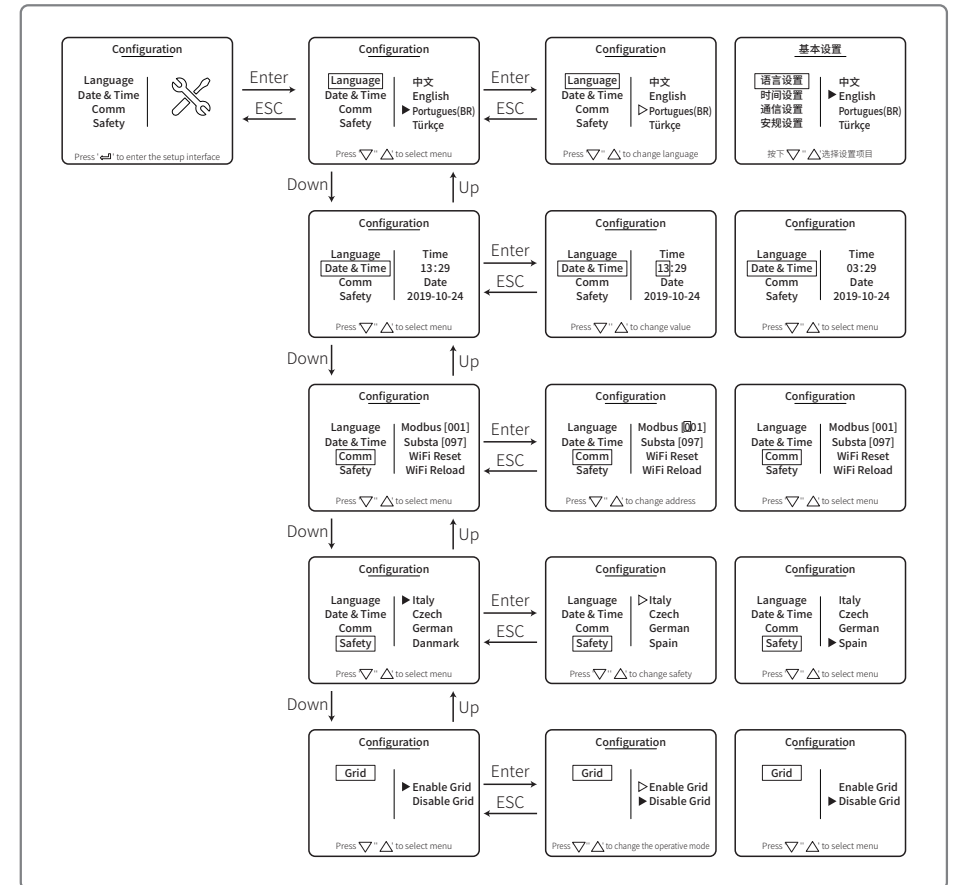 Configuration
Language
Date & Time
Comm
Safety
Press '⏎' to enter the setup interface
Enter
ESC
Configuration
Language
Date & Time
Comm
Safety
中文
English
▶Portugues(BR)
Türkçe
Press ▽" △' to select menu
Enter
ESC
Configuration
Language
Date & Time
Comm
Safety
中文
English
▷Portugues(BR)
Türkçe
Press ▽" △' to change language
基本设置
语言设置
时间设置
通信设置
安规设置
中文
▶English
Portugues(BR)
Türkçe
按下 ▽" △'选择设置项目
Down
Up
Configuration
Language
Date & Time
Comm
Safety
Time
13:29
Date
2019-10-24
Press ▽" △' to select menu
Enter
ESC
Configuration
Language
Date & Time
Comm
Safety
Time
13:29
Date
2019-10-24
Press ▽" △' to change value
Configuration
Language
Date & Time
Comm
Safety
Time
03:29
Date
2019-10-24
Press ▽" △' to select menu
Down
Up
Configuration
Language
Date & Time
Comm
Safety
Modbus [001]
Substa [097]
WiFi Reset
WiFi Reload
Press ▽" △' to select menu
Enter
ESC
Configuration
Language
Date & Time
Comm
Safety
Modbus [001]
Substa [097]
WiFi Reset
WiFi Reload
Press ▽" △' to change address
Configuration
Language
Date & Time
Comm
Safety
Modbus [001]
Substa [097]
WiFi Reset
WiFi Reload
Press ▽" △' to select menu
Down
Up
Configuration
Language
Date & Time
Comm
Safety
▶Italy
Czech
German
Danmark
Press ▽" △' to select menu
Enter
ESC
Configuration
Language
Date & Time
Comm
Safety
▷Italy
Czech
German
Spain
Press ▽" △' to change safety
Configuration
Language
Date & Time
Comm
Safety
Italy
Czech
German
▶Spain
Press ▽" △' to select menu
Down
Up
Configuration
Grid
▶Enable Grid
Disable Grid
Press ▽" △' to select menu
Enter
ESC
Configuration
Grid
▷Enable Grid
▶Disable Grid
Press ▽" △' to change the operative mode
Configuration
Grid
Enable Grid
▶Disable Grid
Press ▽" △' to select menu